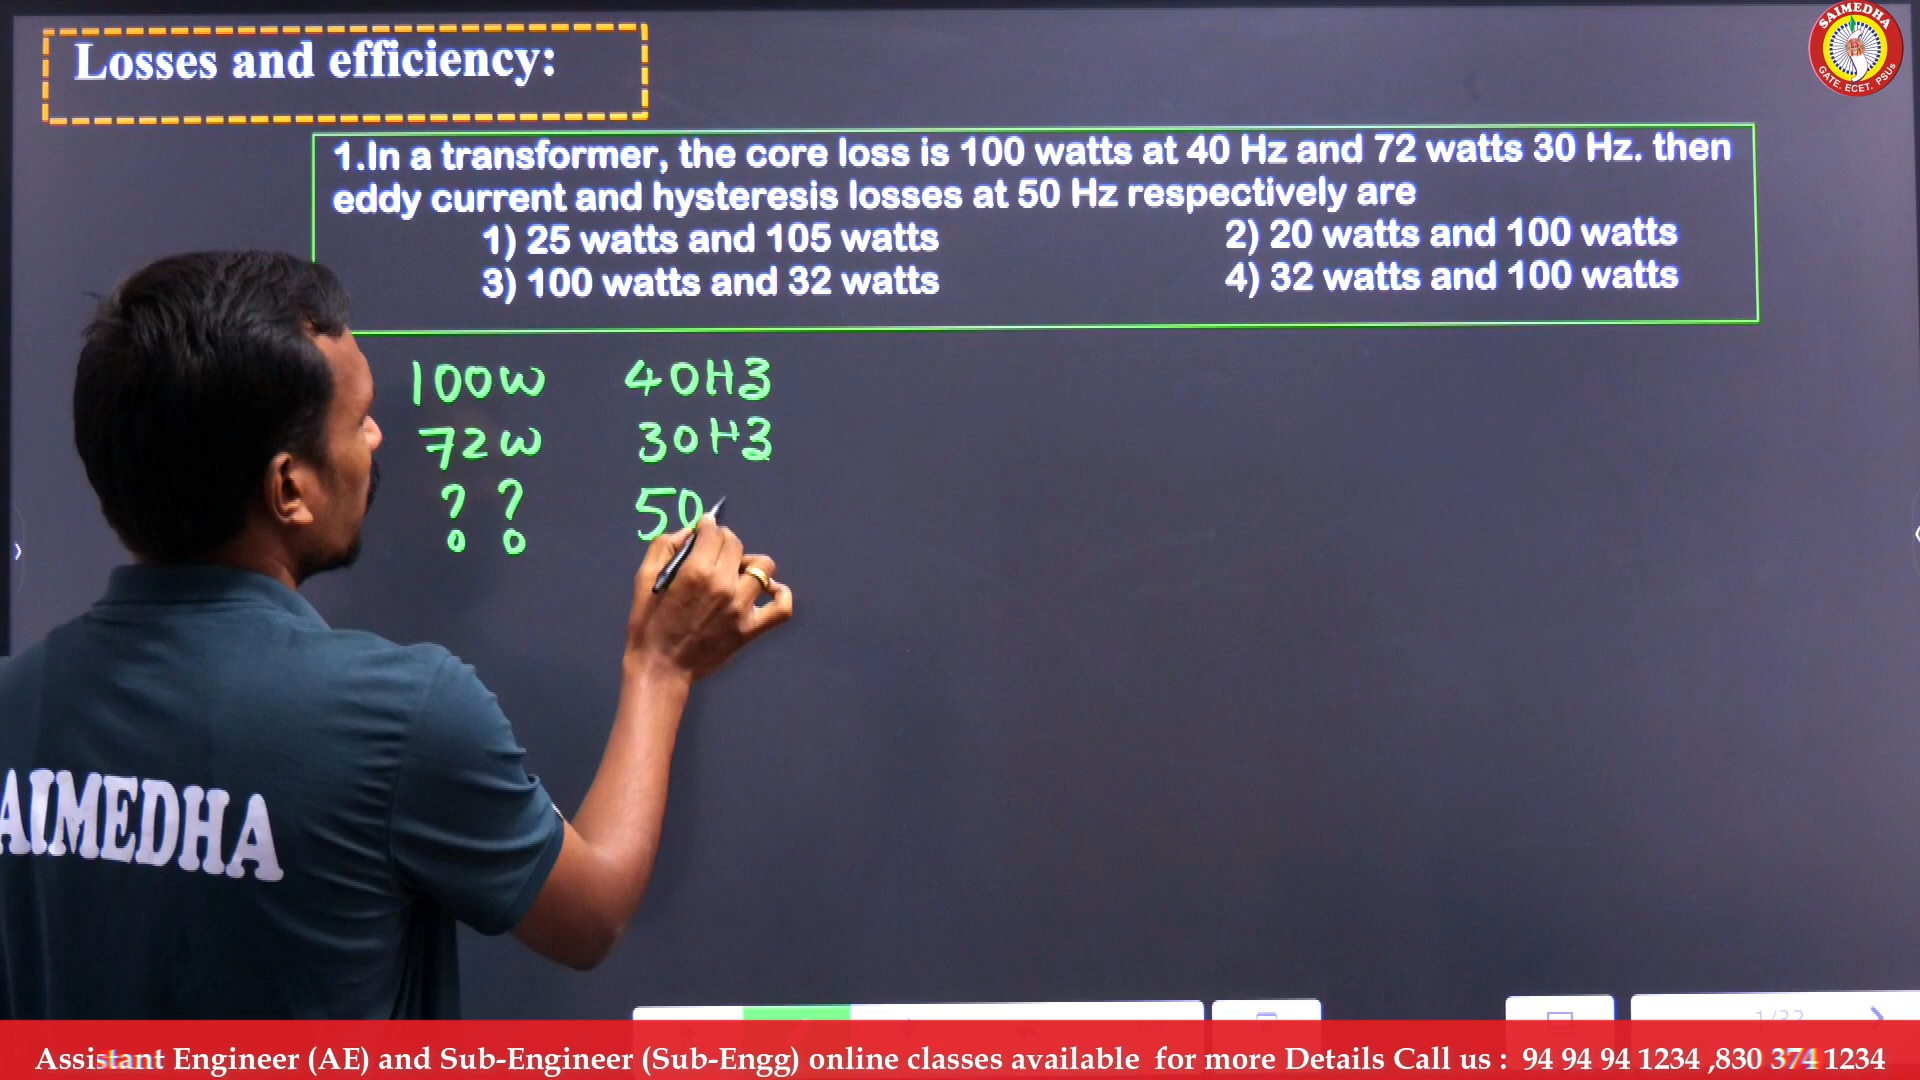 Losses and efficiency:
SAIMEDHA
GATE. ECET. PSUs
1.In a transformer, the core loss is 100 watts at 40 Hz and 72 watts 30 Hz. then
eddy current and hysteresis losses at 50 Hz respectively are
1) 25 watts and 105 watts
2) 20 watts and 100 watts
3) 100 watts and 32 watts
4) 32 watts and 100 watts
100W 40Hz
72W 30Hz
? ? 50
AIMEDHA
1/32
Assistant Engineer (AE) and Sub-Engineer (Sub-Engg) online classes available for more Details Call us : 94 94 94 1234 ,830 374 1234